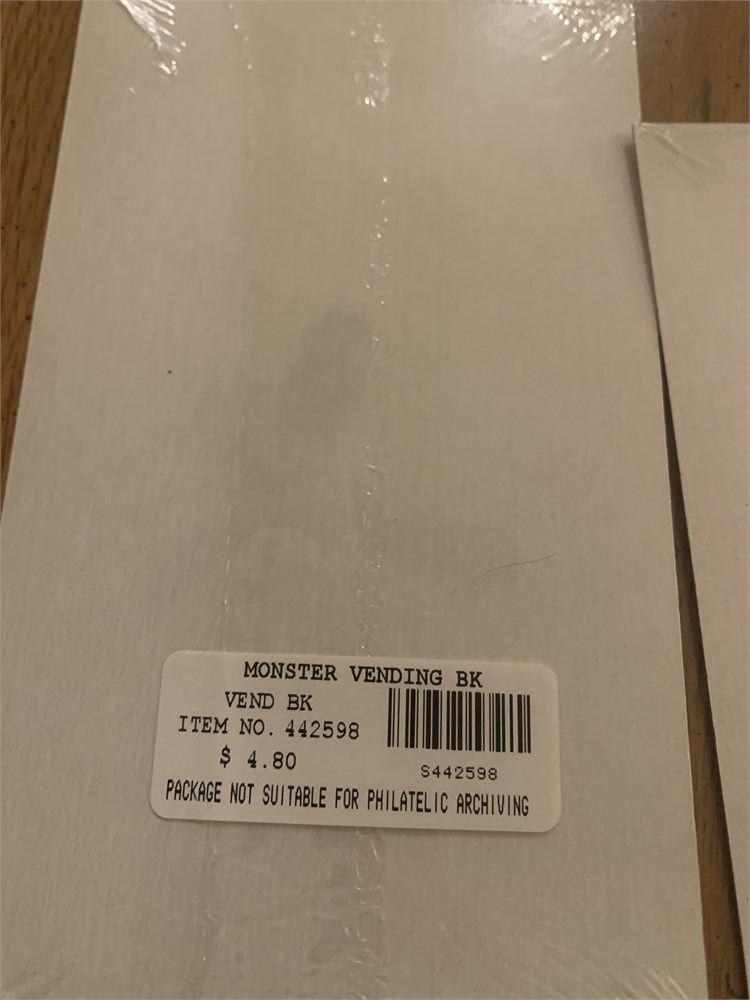 MONSTER VENDING BK
VEND BK
ITEM NO. 442598
$ 4.80
S442598
PACKAGE NOT SUITABLE FOR PHILATELIC ARCHIVING